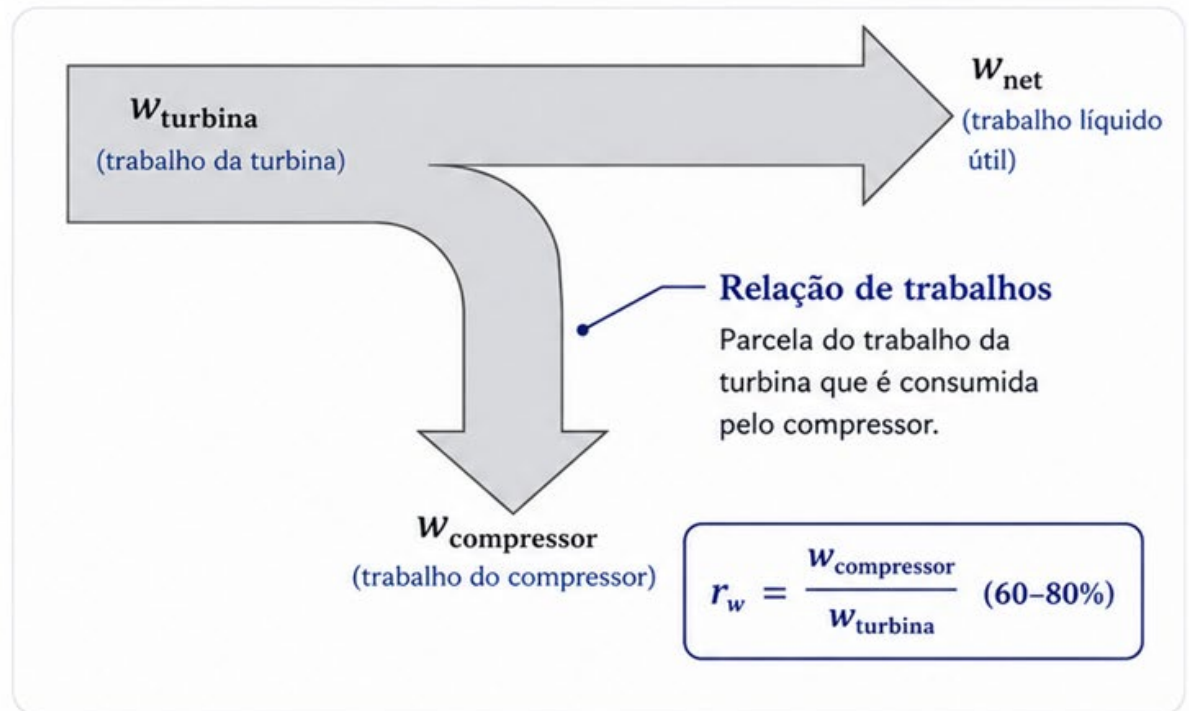 w_turbina
(trabalho da turbina)
w_net
(trabalho líquido
útil)
Relação de trabalhos
Parcela do trabalho da
turbina que é consumida
pelo compressor.
w_compressor
(trabalho do compressor)
r_w = w_compressor / w_turbina (60–80%)